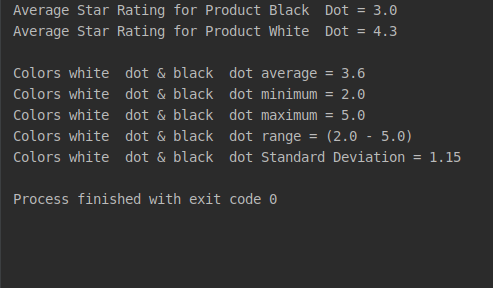 Average Star Rating for Product Black  Dot = 3.0
Average Star Rating for Product White  Dot = 4.3
Colors white  dot & black  dot average = 3.6
Colors white  dot & black  dot minimum = 2.0
Colors white  dot & black  dot maximum = 5.0
Colors white  dot & black  dot range = (2.0 - 5.0)
Colors white  dot & black  dot Standard Deviation = 1.15
Process finished with exit code 0